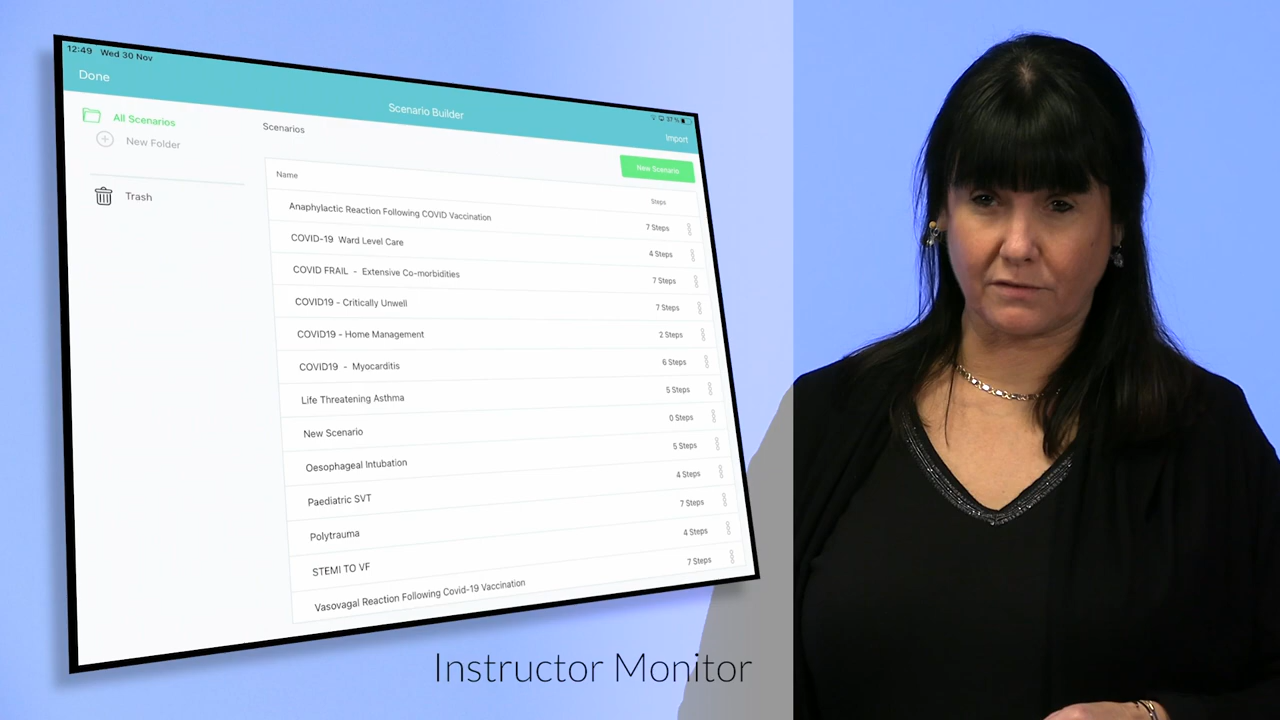 12:49 Wed 30 Nov
37%
Done
Scenario Builder
Import
All Scenarios
New Folder
Trash
Scenarios
New Scenario
Name Steps
Anaphylactic Reaction Following COVID Vaccination 7 Steps
COVID-19 Ward Level Care 4 Steps
COVID FRAIL - Extensive Co-morbidities 7 Steps
COVID19 - Critically Unwell 7 Steps
COVID19 - Home Management 2 Steps
COVID19 - Myocarditis 6 Steps
Life Threatening Asthma 5 Steps
New Scenario 0 Steps
Oesophageal Intubation 5 Steps
Paediatric SVT 4 Steps
Polytrauma 7 Steps
STEMI TO VF 4 Steps
Vasovagal Reaction Following Covid-19 Vaccination 7 Steps
Instructor Monitor